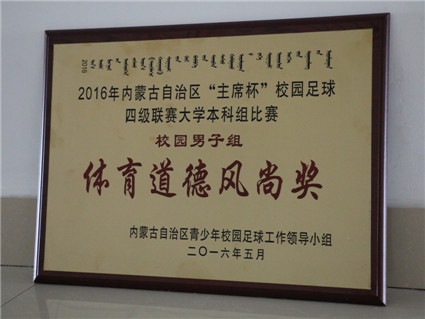 2016
2016年内蒙古自治区“主席杯”校园足球
四级联赛大学本科组比赛
校园男子组
体育道德风尚奖
内蒙古自治区青少年校园足球工作领导小组
二〇一六年五月